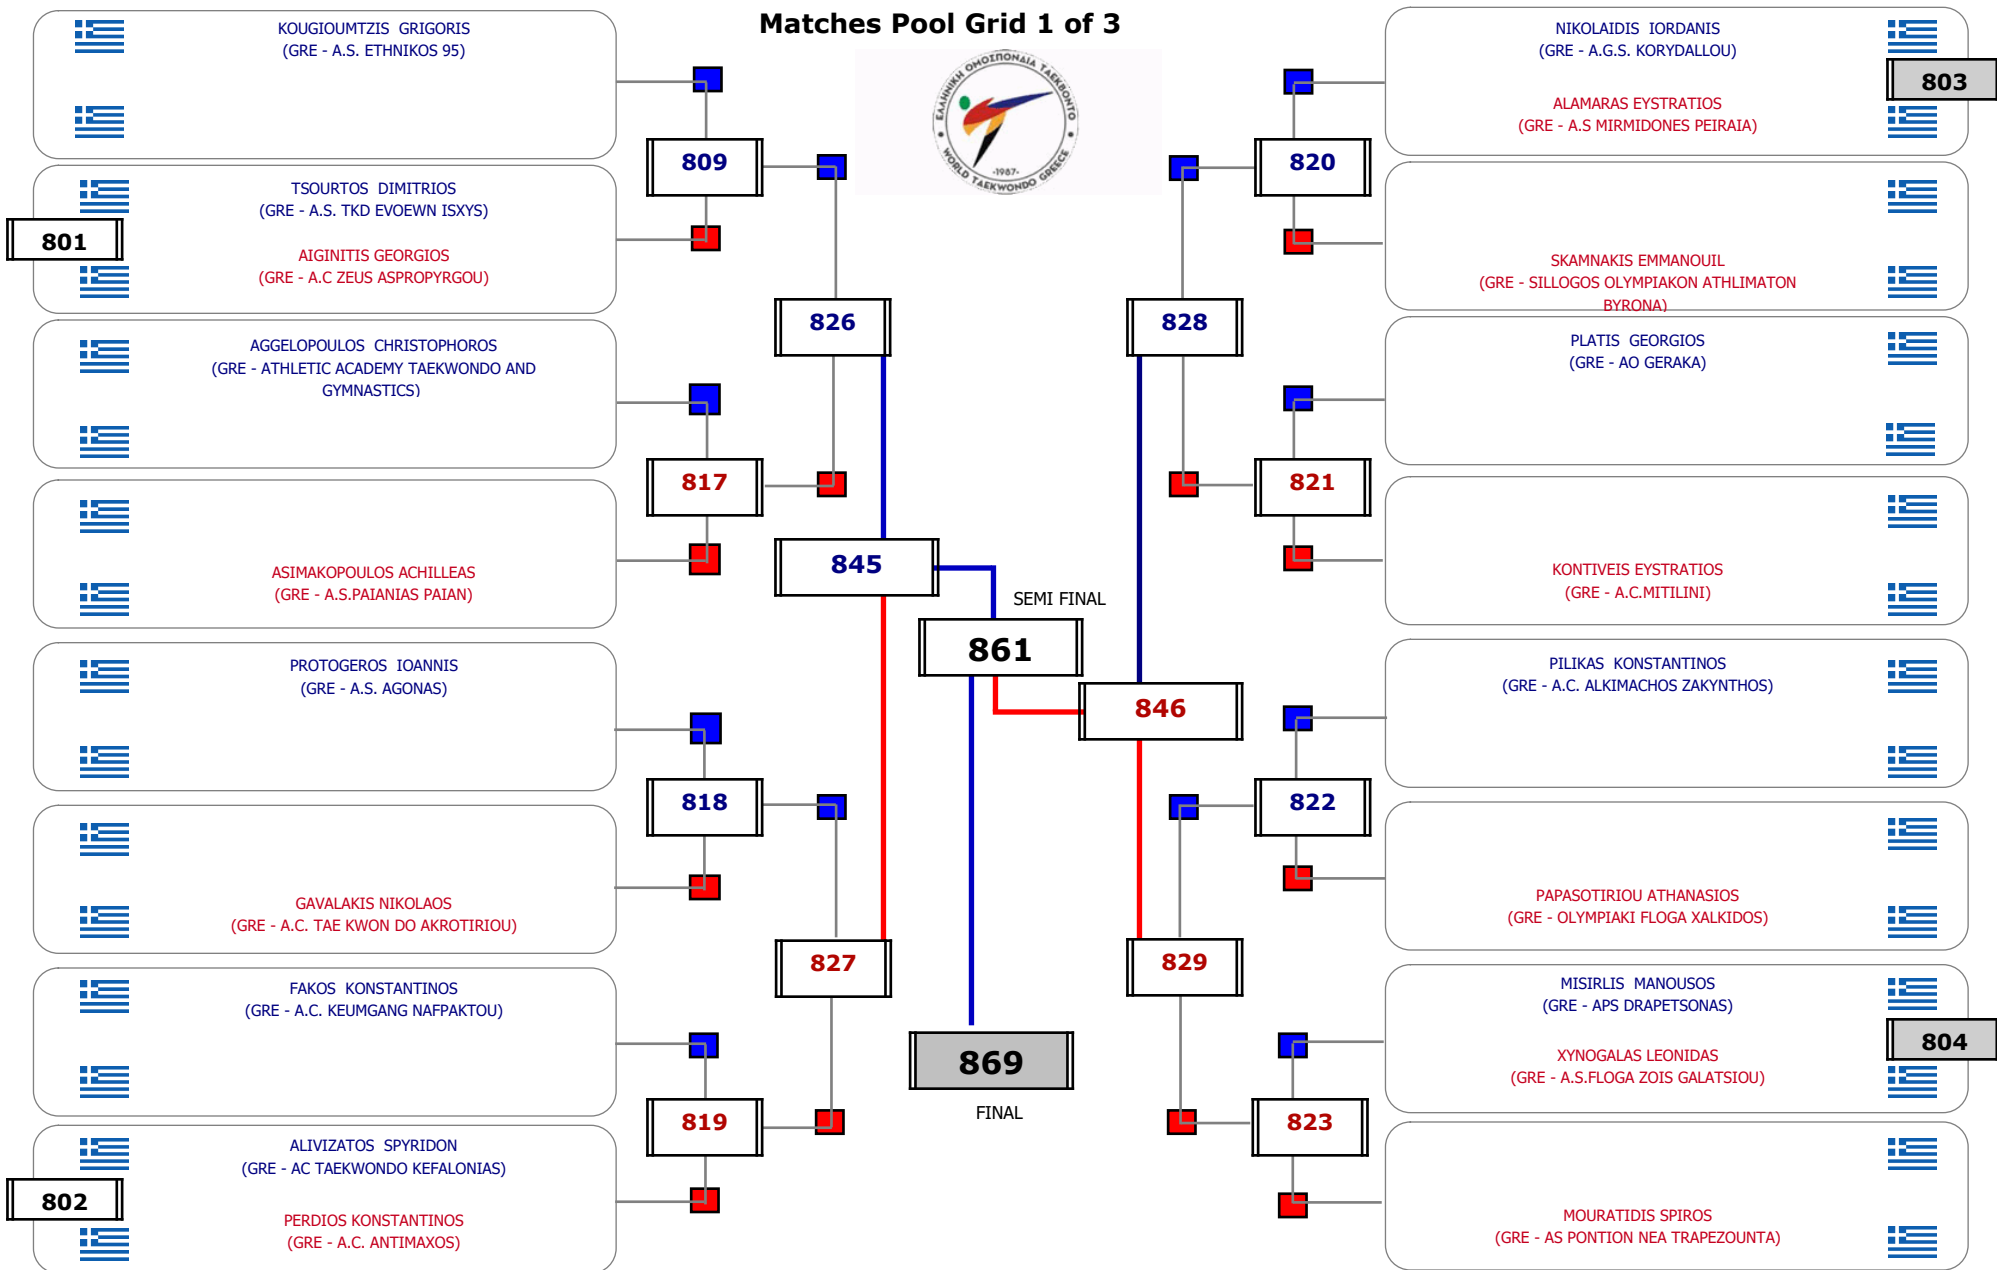 Matches Pool Grid 1 of 3
ΕΛΛΗΝΙΚΗ ΟΜΟΣΠΟΝΔΙΑ ΤΑΕΚΒΟΝΤΟ
-1987-
WORLD TAEKWONDO GREECE
KOUGIOUMTZIS GRIGORIS
(GRE - A.S. ETHNIKOS 95)
TSOURTOS DIMITRIOS
(GRE - A.S. TKD EVOEWN ISXYS)
801
AIGINITIS GEORGIOS
(GRE - A.C ZEUS ASPROPYRGOU)
AGGELOPOULOS CHRISTOPHOROS
(GRE - ATHLETIC ACADEMY TAEKWONDO AND
GYMNASTICS)
ASIMAKOPOULOS ACHILLEAS
(GRE - A.S.PAIANIAS PAIAN)
PROTOGEROS IOANNIS
(GRE - A.S. AGONAS)
GAVALAKIS NIKOLAOS
(GRE - A.C. TAE KWON DO AKROTIRIOU)
FAKOS KONSTANTINOS
(GRE - A.C. KEUMGANG NAFPAKTOU)
ALIVIZATOS SPYRIDON
(GRE - AC TAEKWONDO KEFALONIAS)
802
PERDIOS KONSTANTINOS
(GRE - A.C. ANTIMAXOS)
809
817
818
819
826
827
845
SEMI FINAL
861
846
869
FINAL
828
829
820
821
822
823
NIKOLAIDIS IORDANIS
(GRE - A.G.S. KORYDALLOU)
803
ALAMARAS EYSTRATIOS
(GRE - A.S MIRMIDONES PEIRAIA)
SKAMNAKIS EMMANOUIL
(GRE - SILLOGOS OLYMPIAKON ATHLIMATON
BYRONA)
PLATIS GEORGIOS
(GRE - AO GERAKA)
KONTIVEIS EYSTRATIOS
(GRE - A.C.MITILINI)
PILIKAS KONSTANTINOS
(GRE - A.C. ALKIMACHOS ZAKYNTHOS)
PAPASOTIRIOU ATHANASIOS
(GRE - OLYMPIAKI FLOGA XALKIDOS)
MISIRLIS MANOUSOS
(GRE - APS DRAPETSONAS)
804
XYNOGALAS LEONIDAS
(GRE - A.S.FLOGA ZOIS GALATSIOU)
MOURATIDIS SPIROS
(GRE - AS PONTION NEA TRAPEZOUNTA)